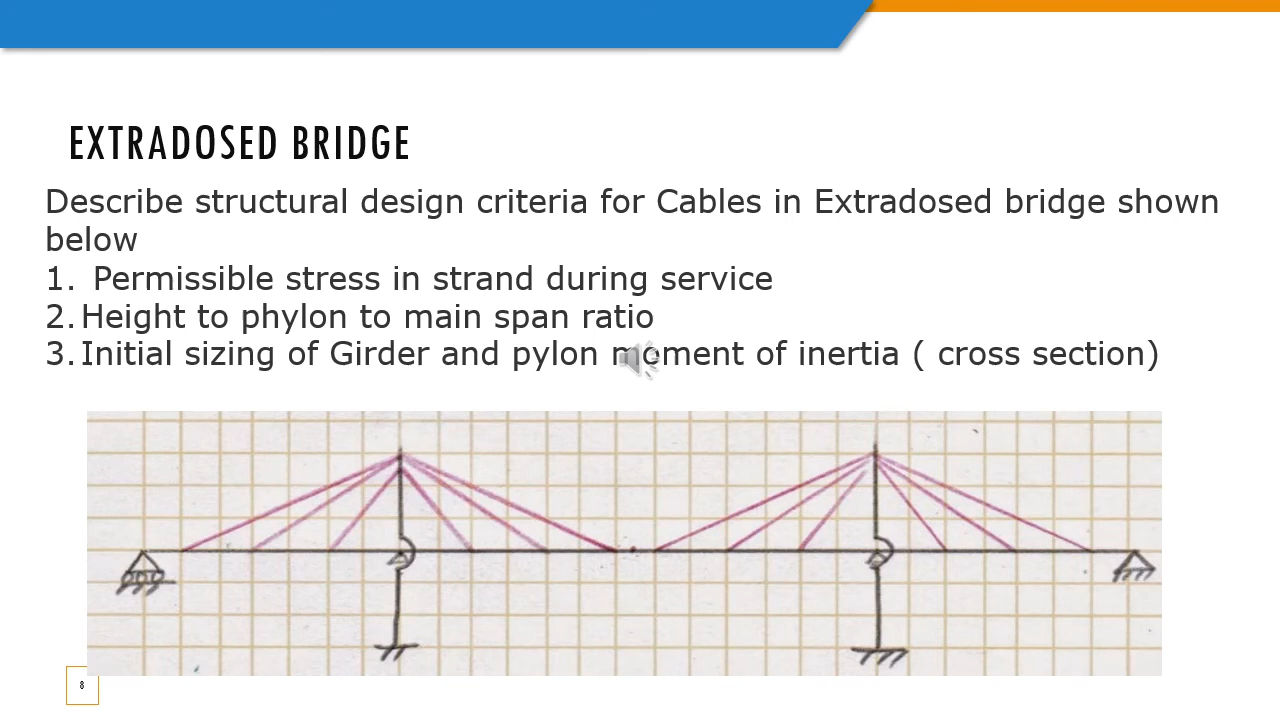 EXTRADOSED BRIDGE
Describe structural design criteria for Cables in Extradosed bridge shown
below
1. Permissible stress in strand during service
2. Height to phylon to main span ratio
3. Initial sizing of Girder and pylon moment of inertia ( cross section)
8